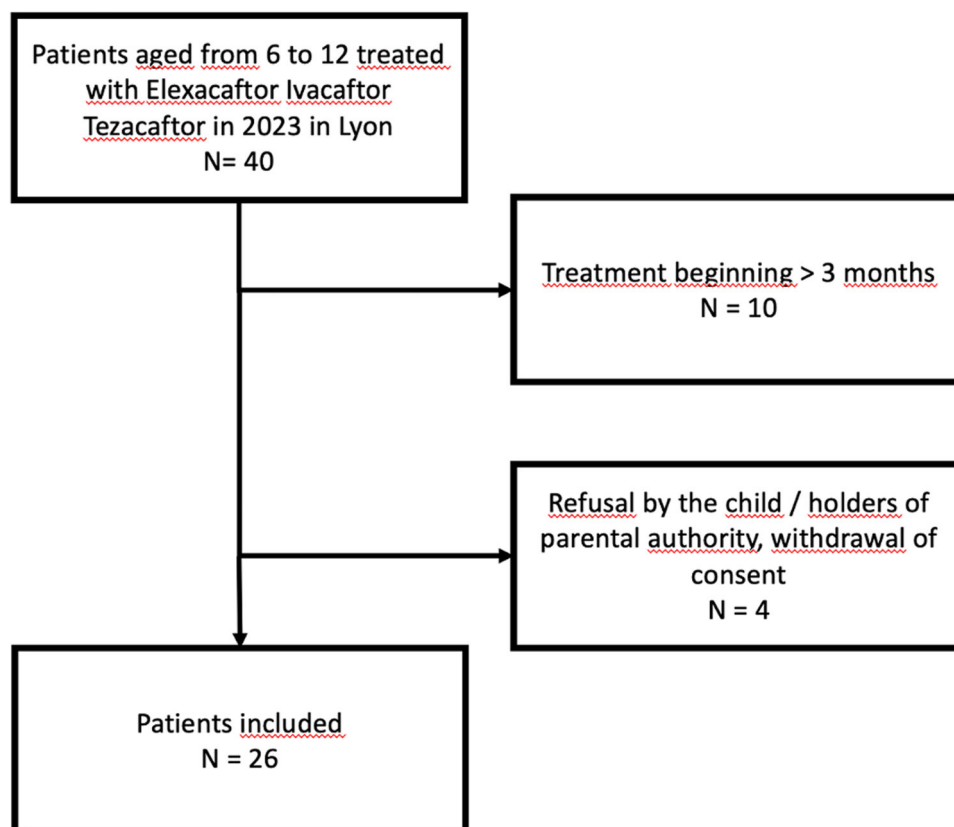 Patients aged from 6 to 12 treated
with Elexacaftor Ivacaftor
Tezacaftor in 2023 in Lyon
N= 40
Treatment beginning > 3 months
N = 10
Refusal by the child / holders of
parental authority, withdrawal of
consent
N = 4
Patients included
N = 26